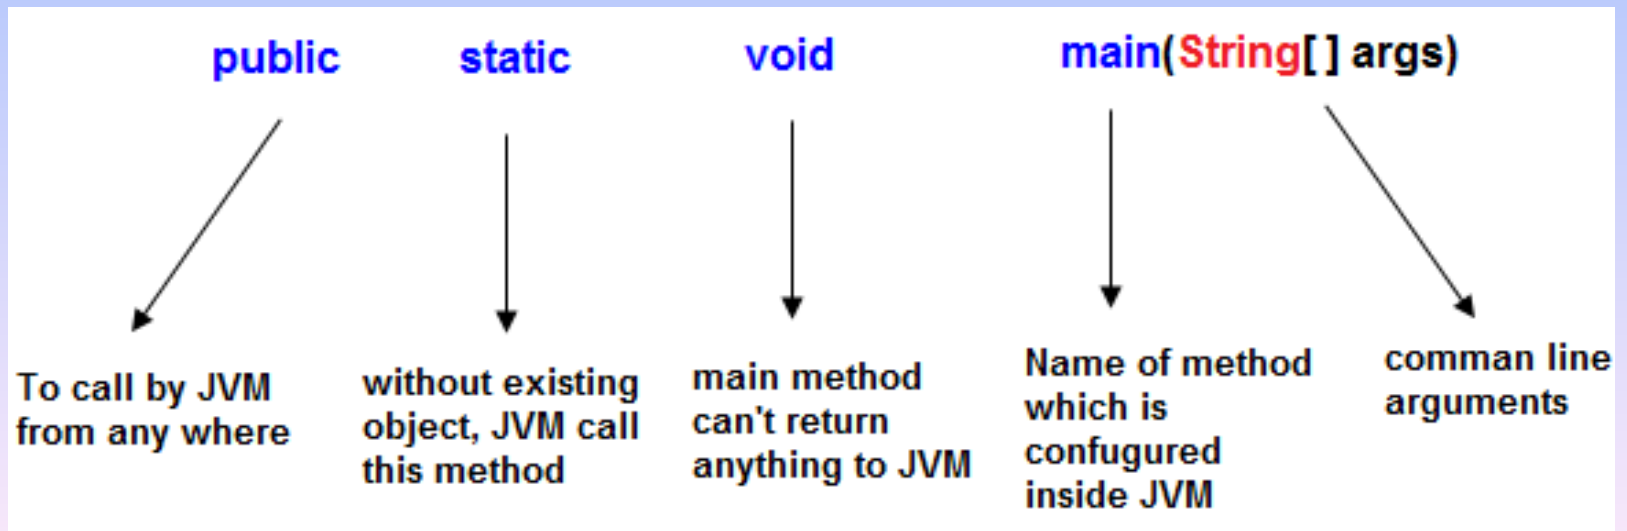 public static void main(String[ ] args)
To call by JVM
from any where
without existing
object, JVM call
this method
main method
can't return
anything to JVM
Name of method
which is
confugured
inside JVM
comman line
arguments